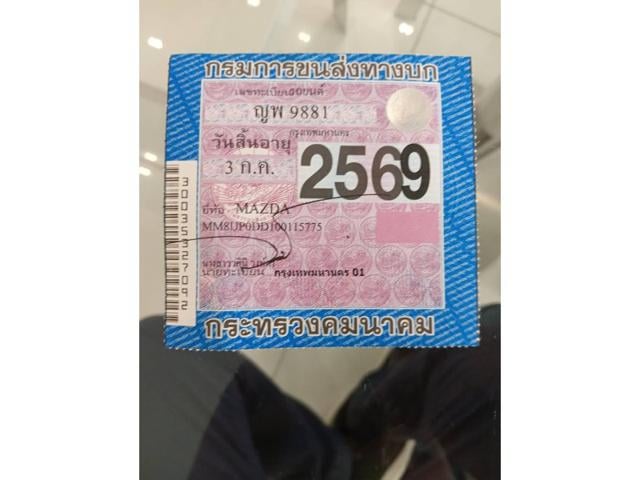 กรมการขนส่งทางบก
เลขทะเบียนรถยนต์
ญพ 9881
กรุงเทพมหานคร
วันสิ้นอายุ
3 ก.ค.
2569
ยี่ห้อ MAZDA
MM8UP0DD100115775
นายทะเบียน กรุงเทพมหานคร 01
กระทรวงคมนาคม
30035327092